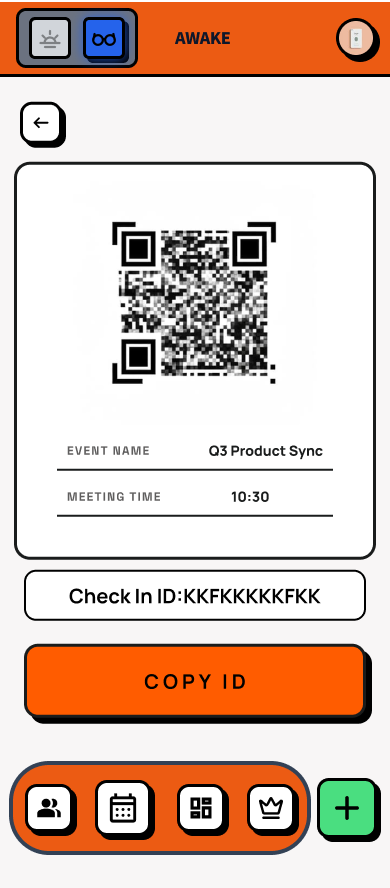 AWAKE
EVENT NAME Q3 Product Sync
MEETING TIME 10:30
Check In ID:KKFKKKKKFKK
COPY ID